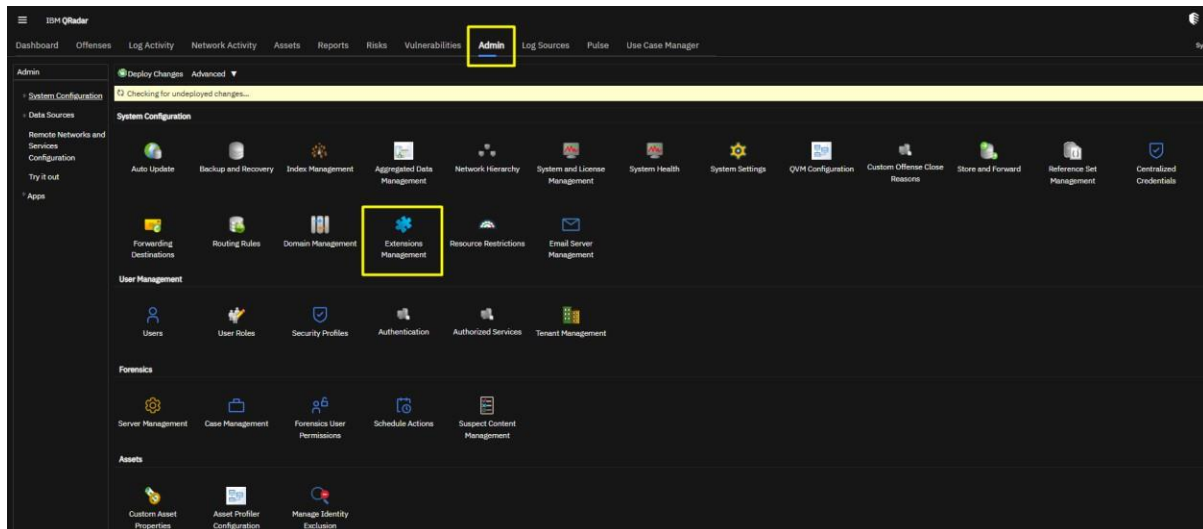 IBM QRadar
Dashboard Offenses Log Activity Network Activity Assets Reports Risks Vulnerabilities Admin Log Sources Pulse Use Case Manager
Admin
Deploy Changes Advanced ▼
System Configuration
Checking for undeployed changes...
Data Sources
System Configuration
Remote Networks and
Services
Configuration
Try it out
Apps
Auto Update
Backup and Recovery
Index Management
Aggregated Data
Management
Network Hierarchy
System and License
Management
System Health
System Settings
QVM Configuration
Custom Offense Close
Reasons
Store and Forward
Reference Set
Management
Centralized
Credentials
Forwarding
Destinations
Routing Rules
Domain Management
Extensions
Management
Resource Restrictions
Email Server
Management
User Management
Users
User Roles
Security Profiles
Authentication
Authorized Services
Tenant Management
Forensics
Server Management
Case Management
Forensics User
Permissions
Schedule Actions
Suspect Content
Management
Assets
Custom Asset
Properties
Asset Profiler
Configuration
Manage Identity
Exclusion